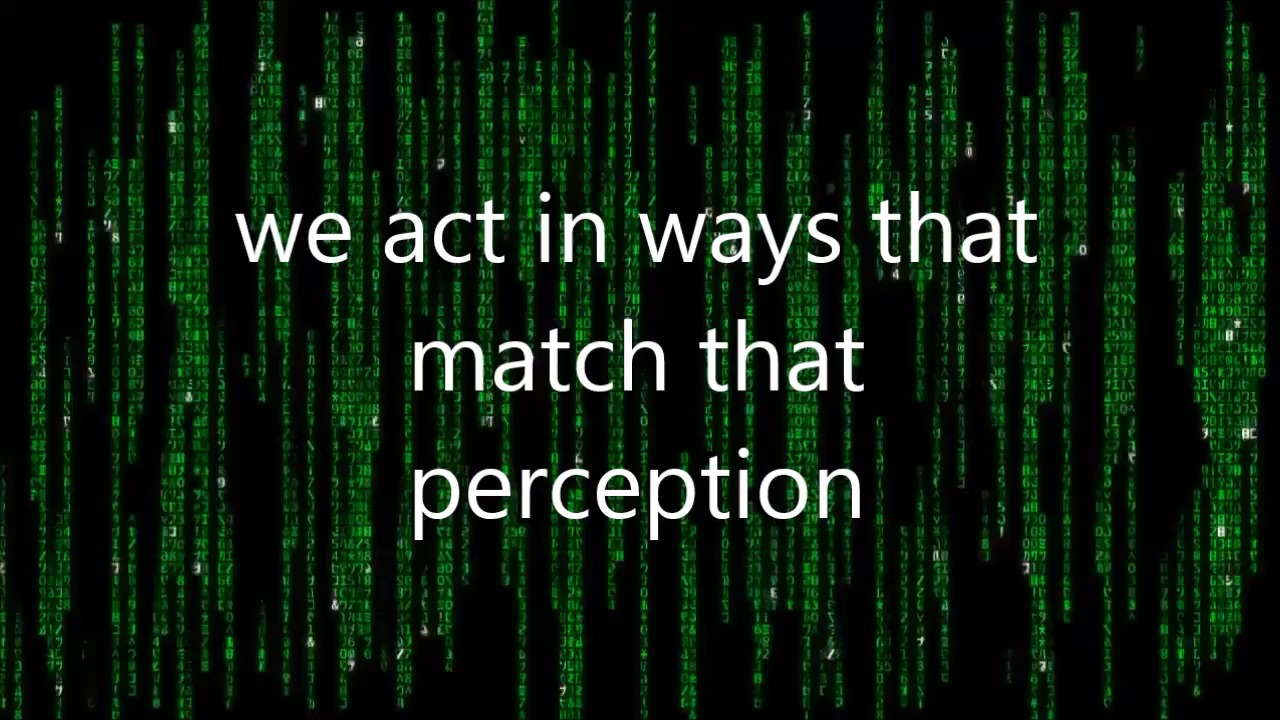 we act in ways that
match that
perception